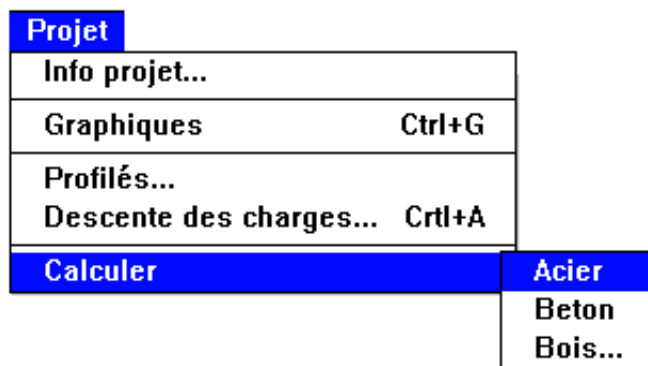 Projet
Info projet...
Graphiques Ctrl+G
Profilés...
Descente des charges... Crtl+A
Calculer
Acier
Beton
Bois...